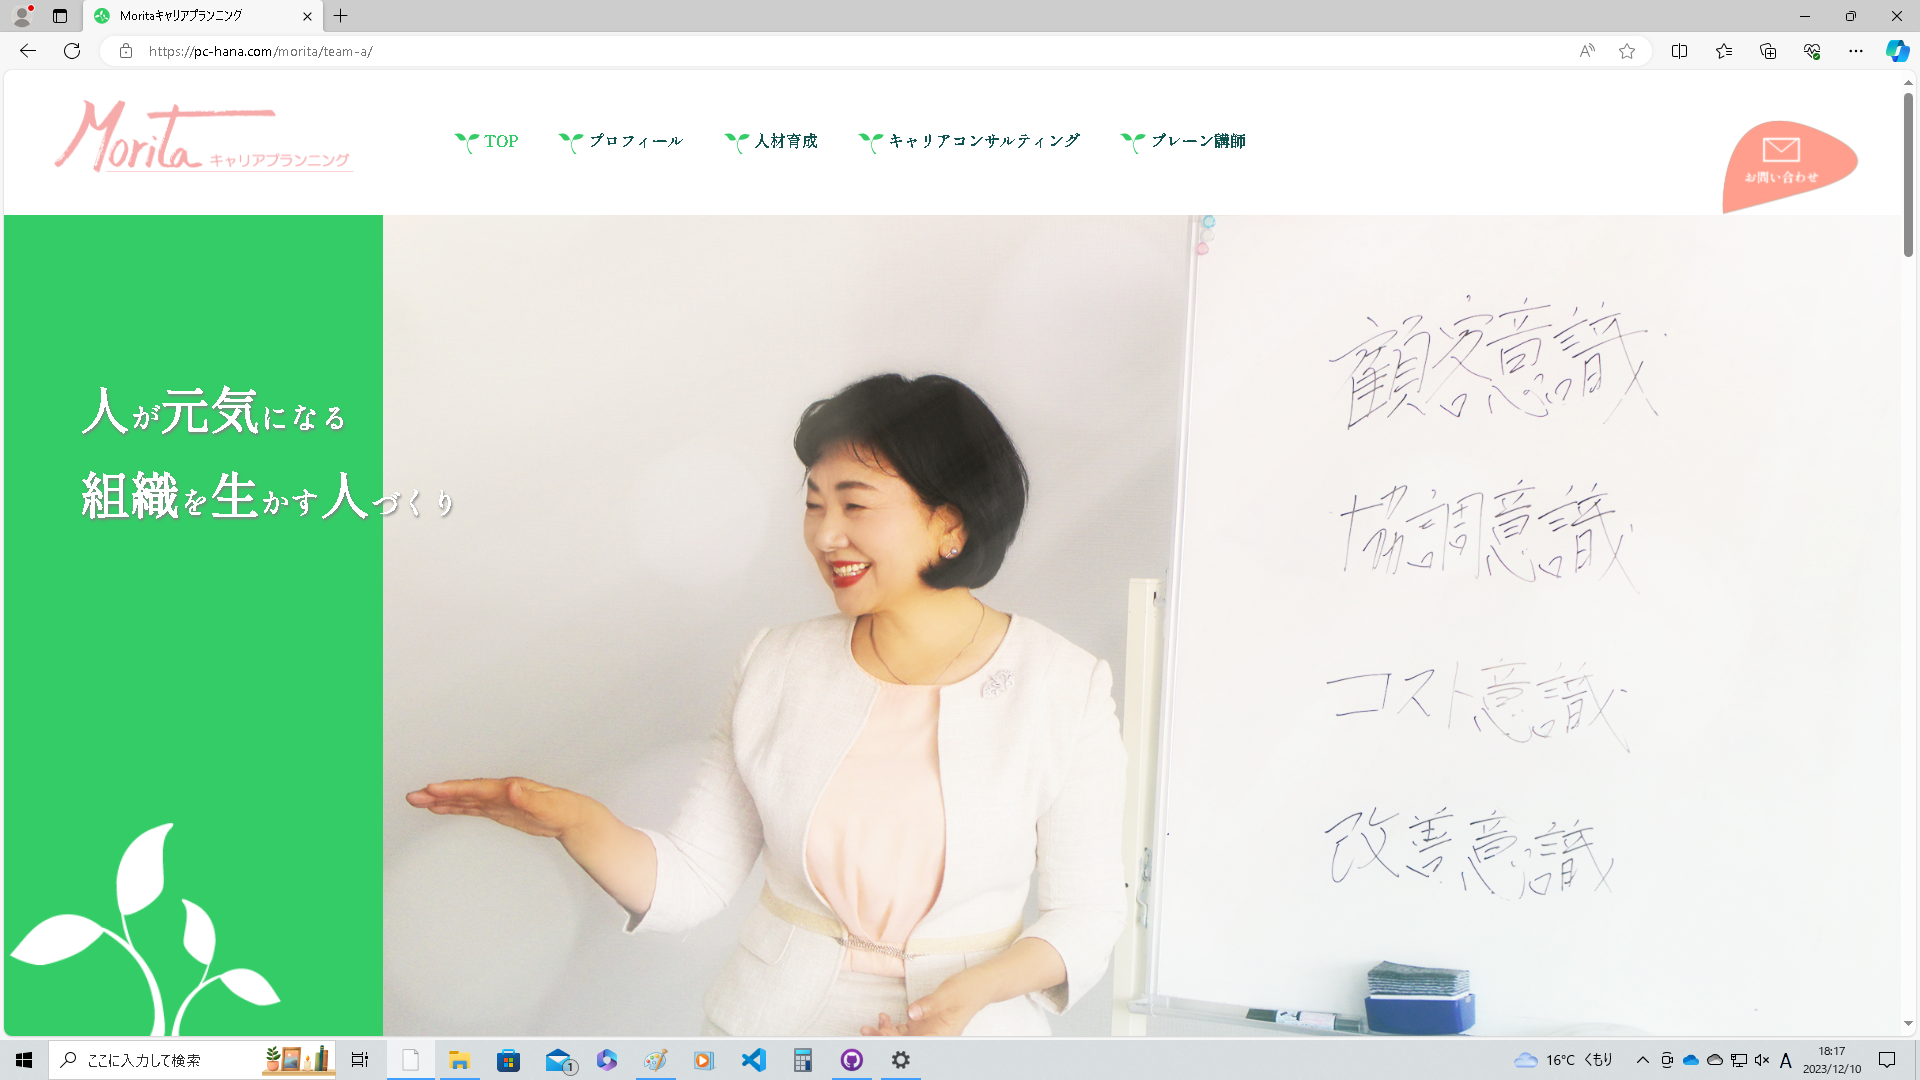 Moritaキャリアプランニング
https://pc-hana.com/morita/team-a/
Morita キャリアプランニング
TOP
プロフィール
人材育成
キャリアコンサルティング
ブレーン講師
お問い合わせ
人が元気になる
組織を生かす人づくり
顧客意識
協調意識
コスト意識
改善意識
ここに入力して検索
1
16°C くもり
A
18:17
2023/12/10